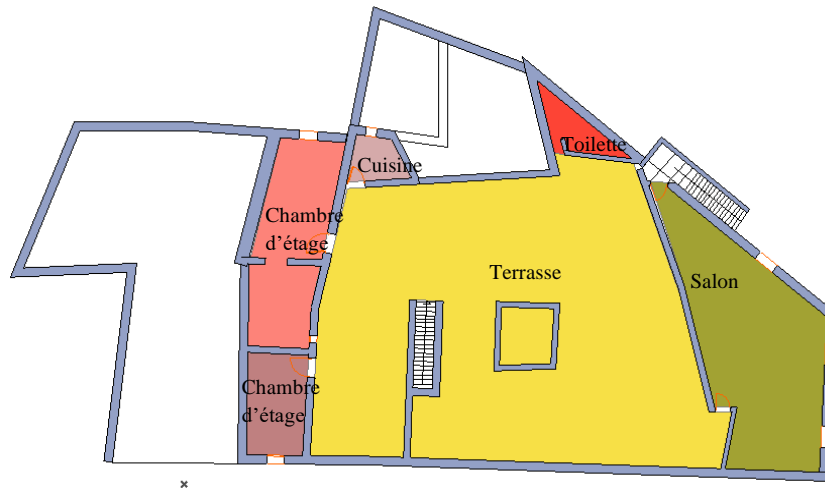 Toilette
Cuisine
Chambre
d’étage
Terrasse
Salon
Chambre
d’étage